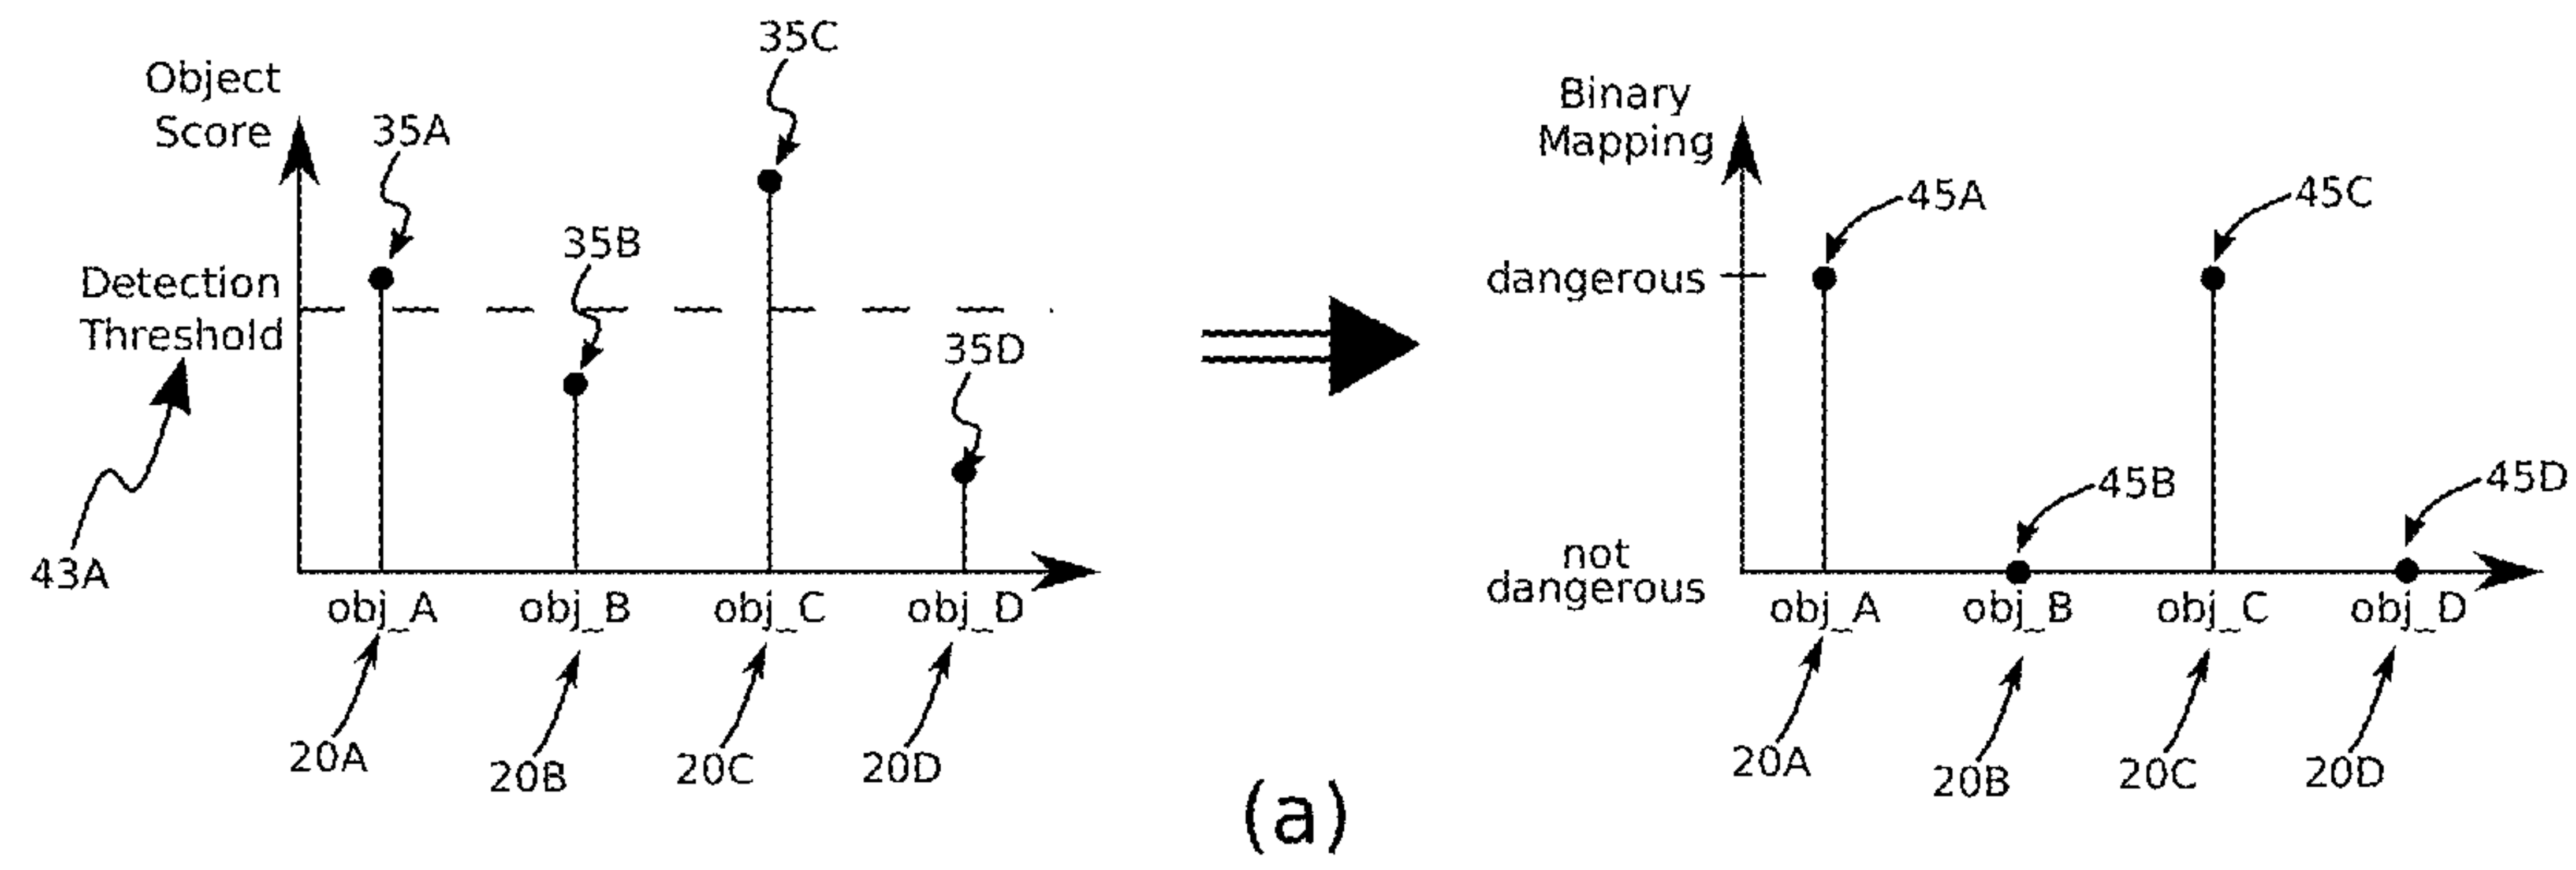 Object
Score
35A
35B
35C
35D
Detection
Threshold
43A
obj_A
obj_B
obj_C
obj_D
20A
20B
20C
20D
Binary
Mapping
dangerous
not
dangerous
45A
45B
45C
45D
obj_A
obj_B
obj_C
obj_D
20A
20B
20C
20D
(a)